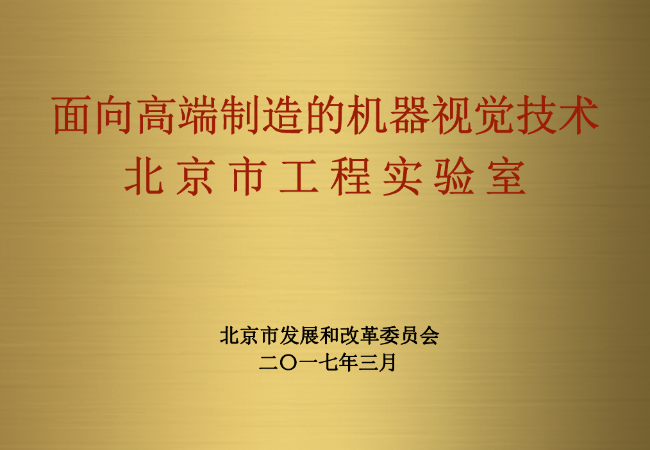 面向高端制造的机器视觉技术
北京市工程实验室
北京市发展和改革委员会
二〇一七年三月